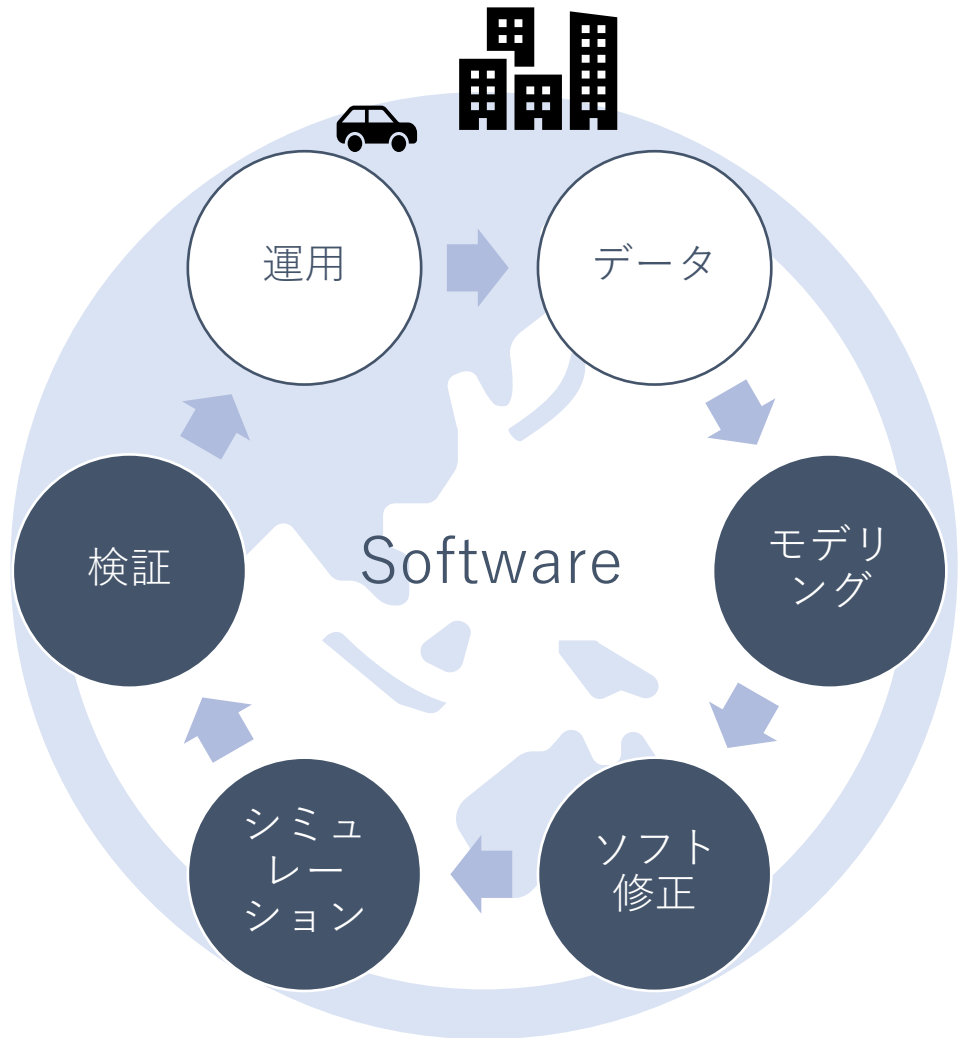 運用
データ
モデリ
ング
ソフト
修正
シミュ
レー
ション
検証
Software